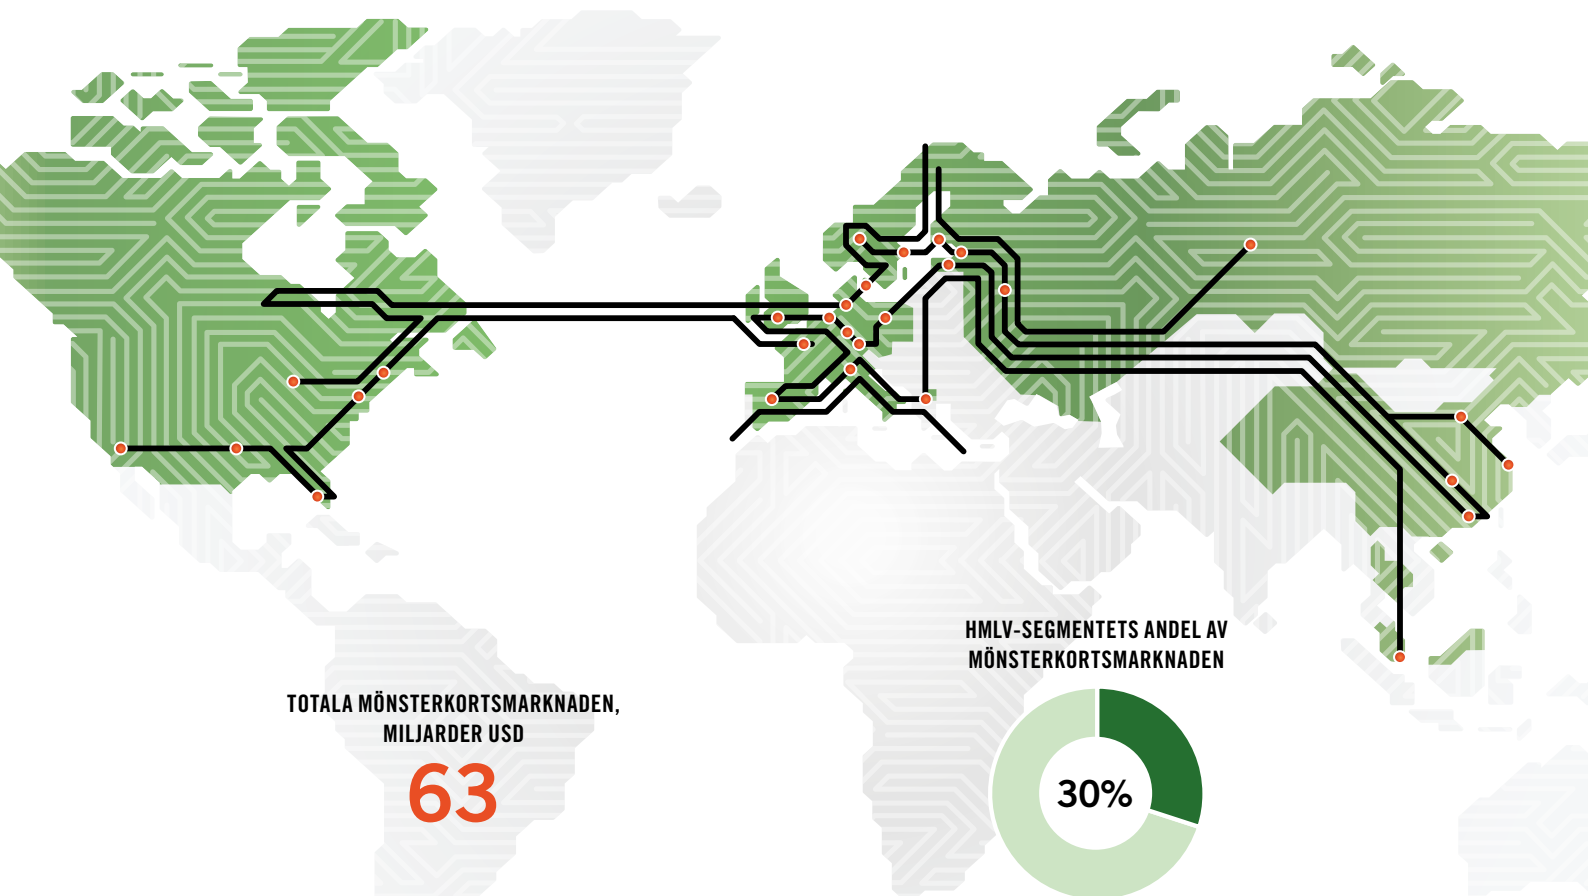 HMLV-SEGMENTETS ANDEL AV
MÖNSTERKORTSMARKNADEN
30%
TOTALA MÖNSTERKORTSMARKNADEN,
MILJARDER USD
63